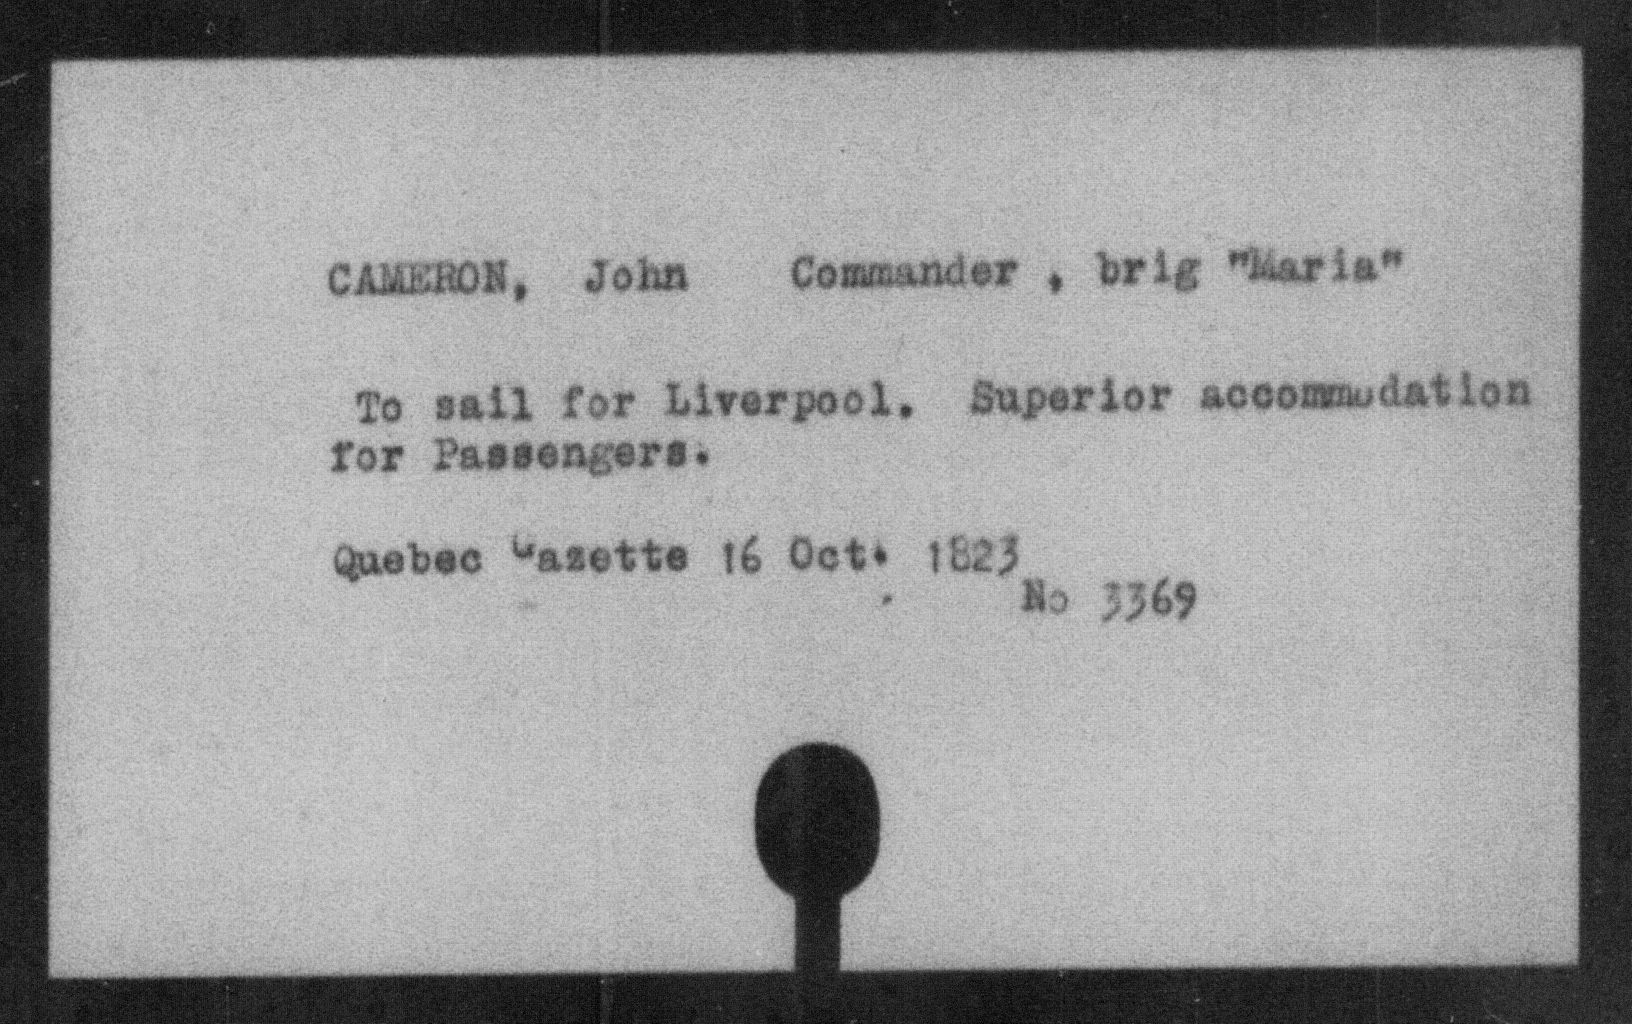 CAMERON, John Commander , brig "Maria"
To sail for Liverpool. Superior accommodation
for Passengers.
Quebec Gazette 16 Oct. 1823
No 3369